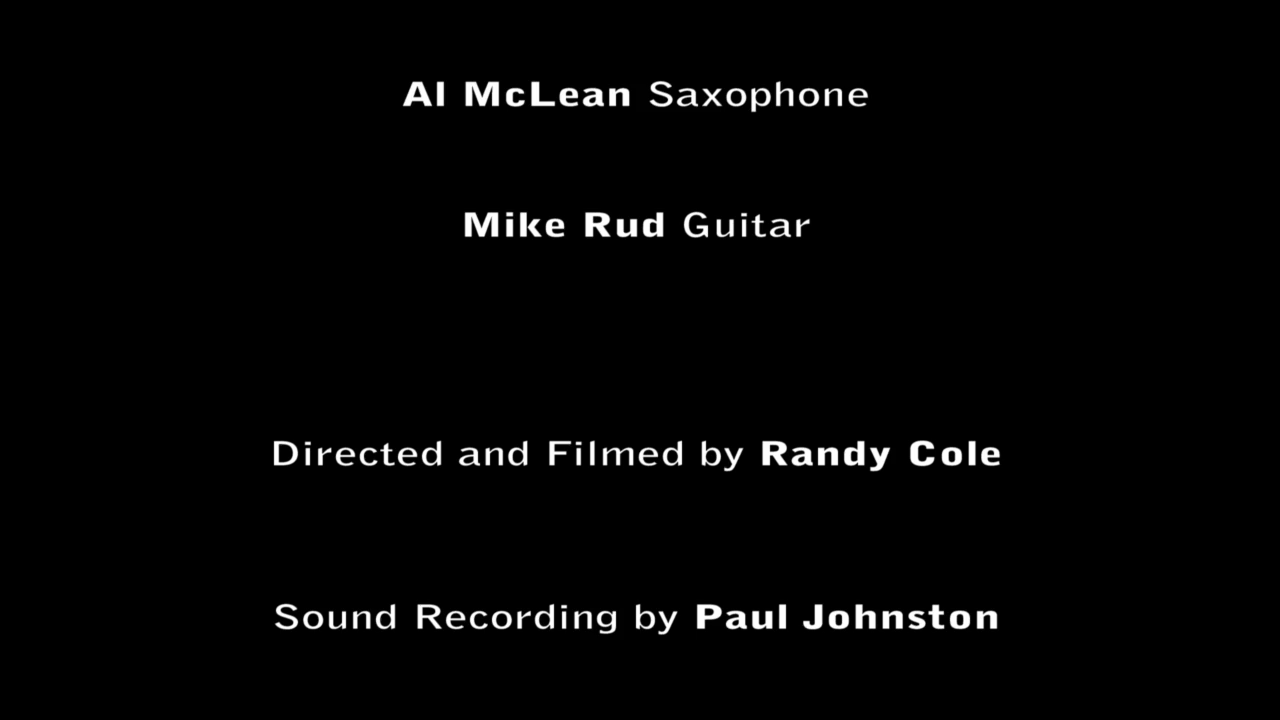 Al McLean Saxophone
Mike Rud Guitar
Directed and Filmed by Randy Cole
Sound Recording by Paul Johnston